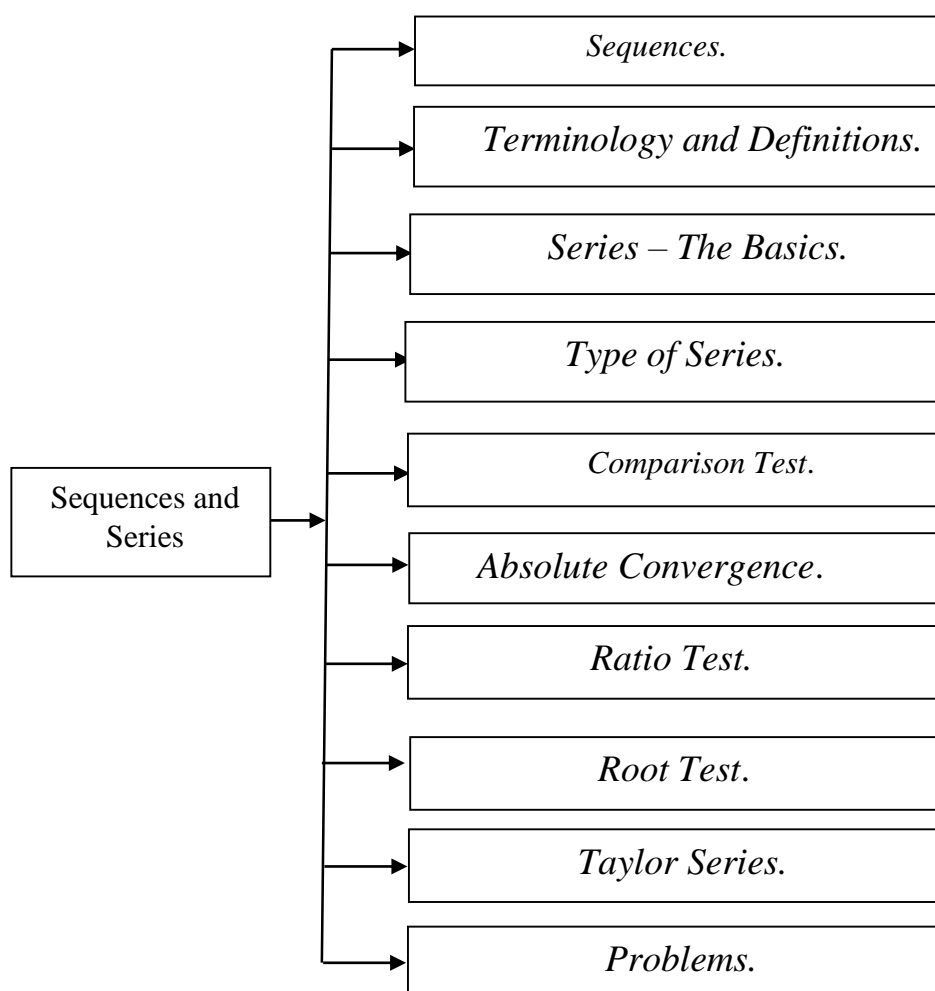 Sequences.
Terminology and Definitions.
Series – The Basics.
Type of Series.
Comparison Test.
Sequences and
Series
Absolute Convergence.
Ratio Test.
Root Test.
Taylor Series.
Problems.